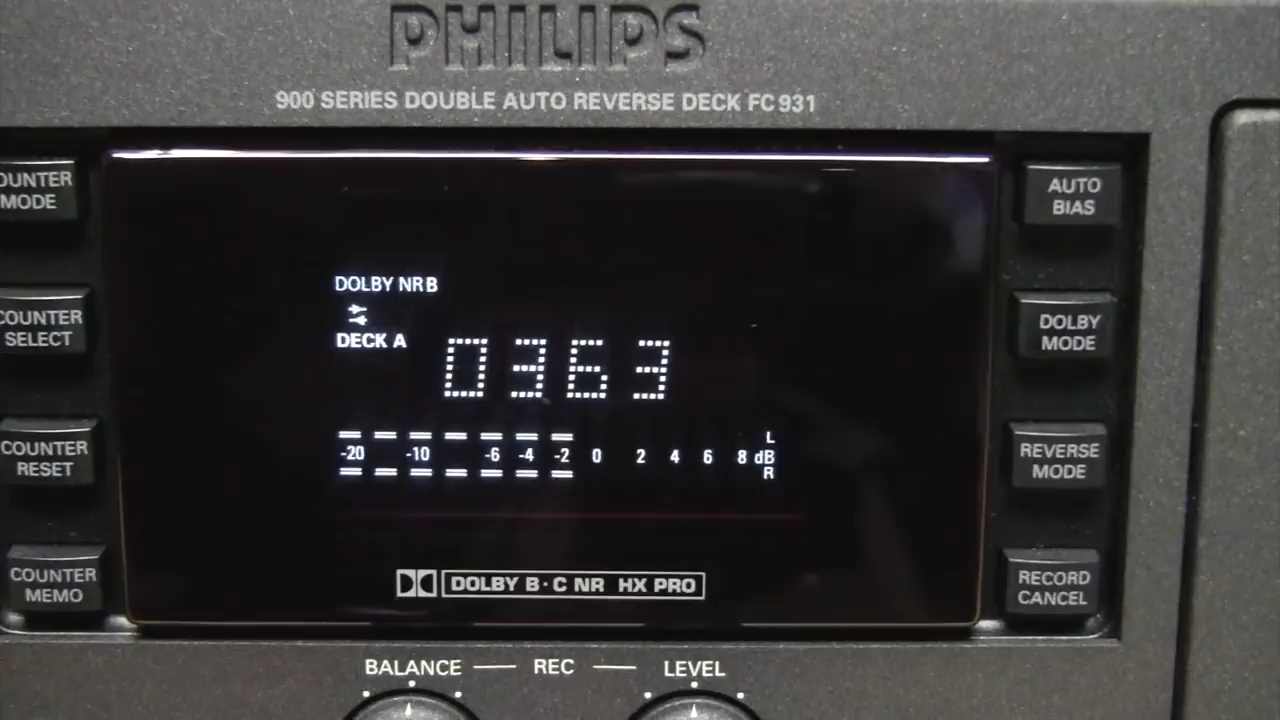 PHILIPS
900 SERIES DOUBLE AUTO REVERSE DECK FC 931
OUNTER
MODE
AUTO
BIAS
DOLBY NR B
DECK A
0363
COUNTER
SELECT
DOLBY
MODE
-20 -10 -6 -4 -2 0 2 4 6 8 dB
L
R
COUNTER
RESET
REVERSE
MODE
COUNTER
MEMO
DOLBY B·C NR HX PRO
RECORD
CANCEL
BALANCE — REC — LEVEL